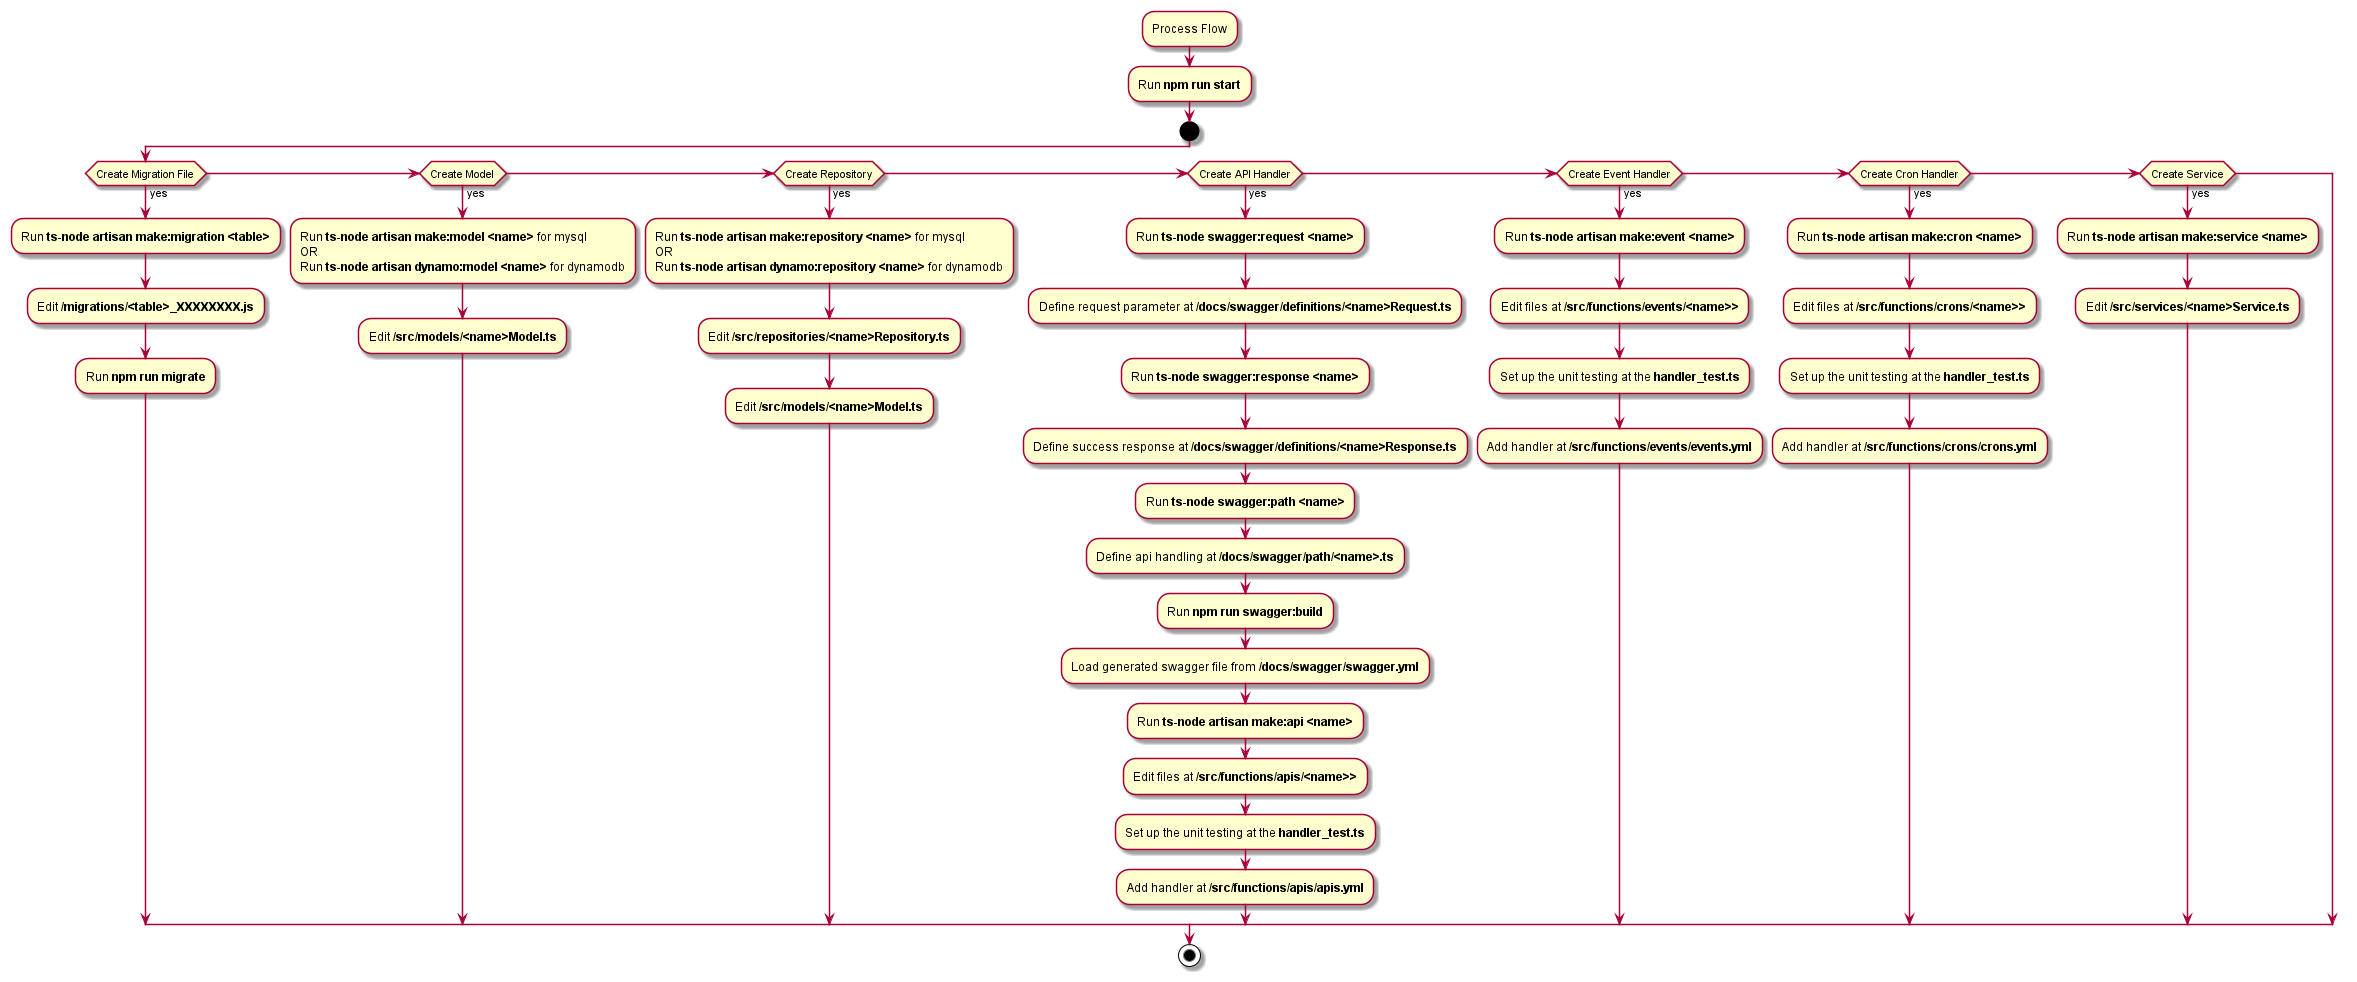 Process Flow
Run npm run start
Create Migration File
yes
Run ts-node artisan make:migration <table>
Edit /migrations/<table>_XXXXXXXX.js
Run npm run migrate
Create Model
yes
Run ts-node artisan make:model <name> for mysql
OR
Run ts-node artisan dynamo:model <name> for dynamodb
Edit /src/models/<name>Model.ts
Create Repository
yes
Run ts-node artisan make:repository <name> for mysql
OR
Run ts-node artisan dynamo:repository <name> for dynamodb
Edit /src/repositories/<name>Repository.ts
Edit /src/models/<name>Model.ts
Create API Handler
yes
Run ts-node swagger:request <name>
Define request parameter at /docs/swagger/definitions/<name>Request.ts
Run ts-node swagger:response <name>
Define success response at /docs/swagger/definitions/<name>Response.ts
Run ts-node swagger:path <name>
Define api handling at /docs/swagger/path/<name>.ts
Run npm run swagger:build
Load generated swagger file from /docs/swagger/swagger.yml
Run ts-node artisan make:api <name>
Edit files at /src/functions/apis/<name>>
Set up the unit testing at the handler_test.ts
Add handler at /src/functions/apis/apis.yml
Create Event Handler
yes
Run ts-node artisan make:event <name>
Edit files at /src/functions/events/<name>>
Set up the unit testing at the handler_test.ts
Add handler at /src/functions/events/events.yml
Create Cron Handler
yes
Run ts-node artisan make:cron <name>
Edit files at /src/functions/crons/<name>>
Set up the unit testing at the handler_test.ts
Add handler at /src/functions/crons/crons.yml
Create Service
yes
Run ts-node artisan make:service <name>
Edit /src/services/<name>Service.ts